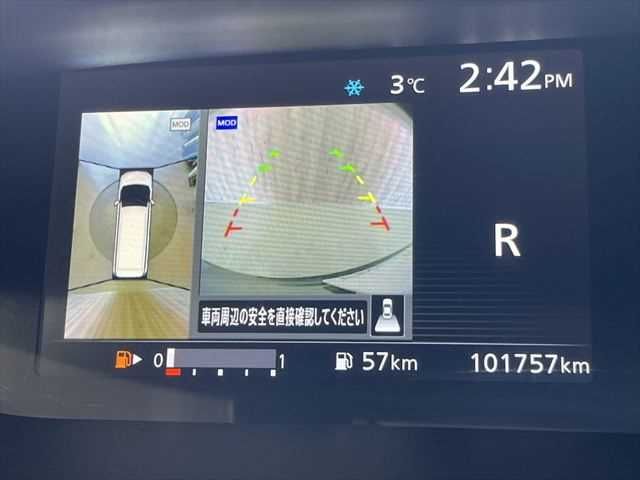 3℃ 2:42PM
MOD MOD
R
車両周辺の安全を直接確認してください
0 1 57km 101757km